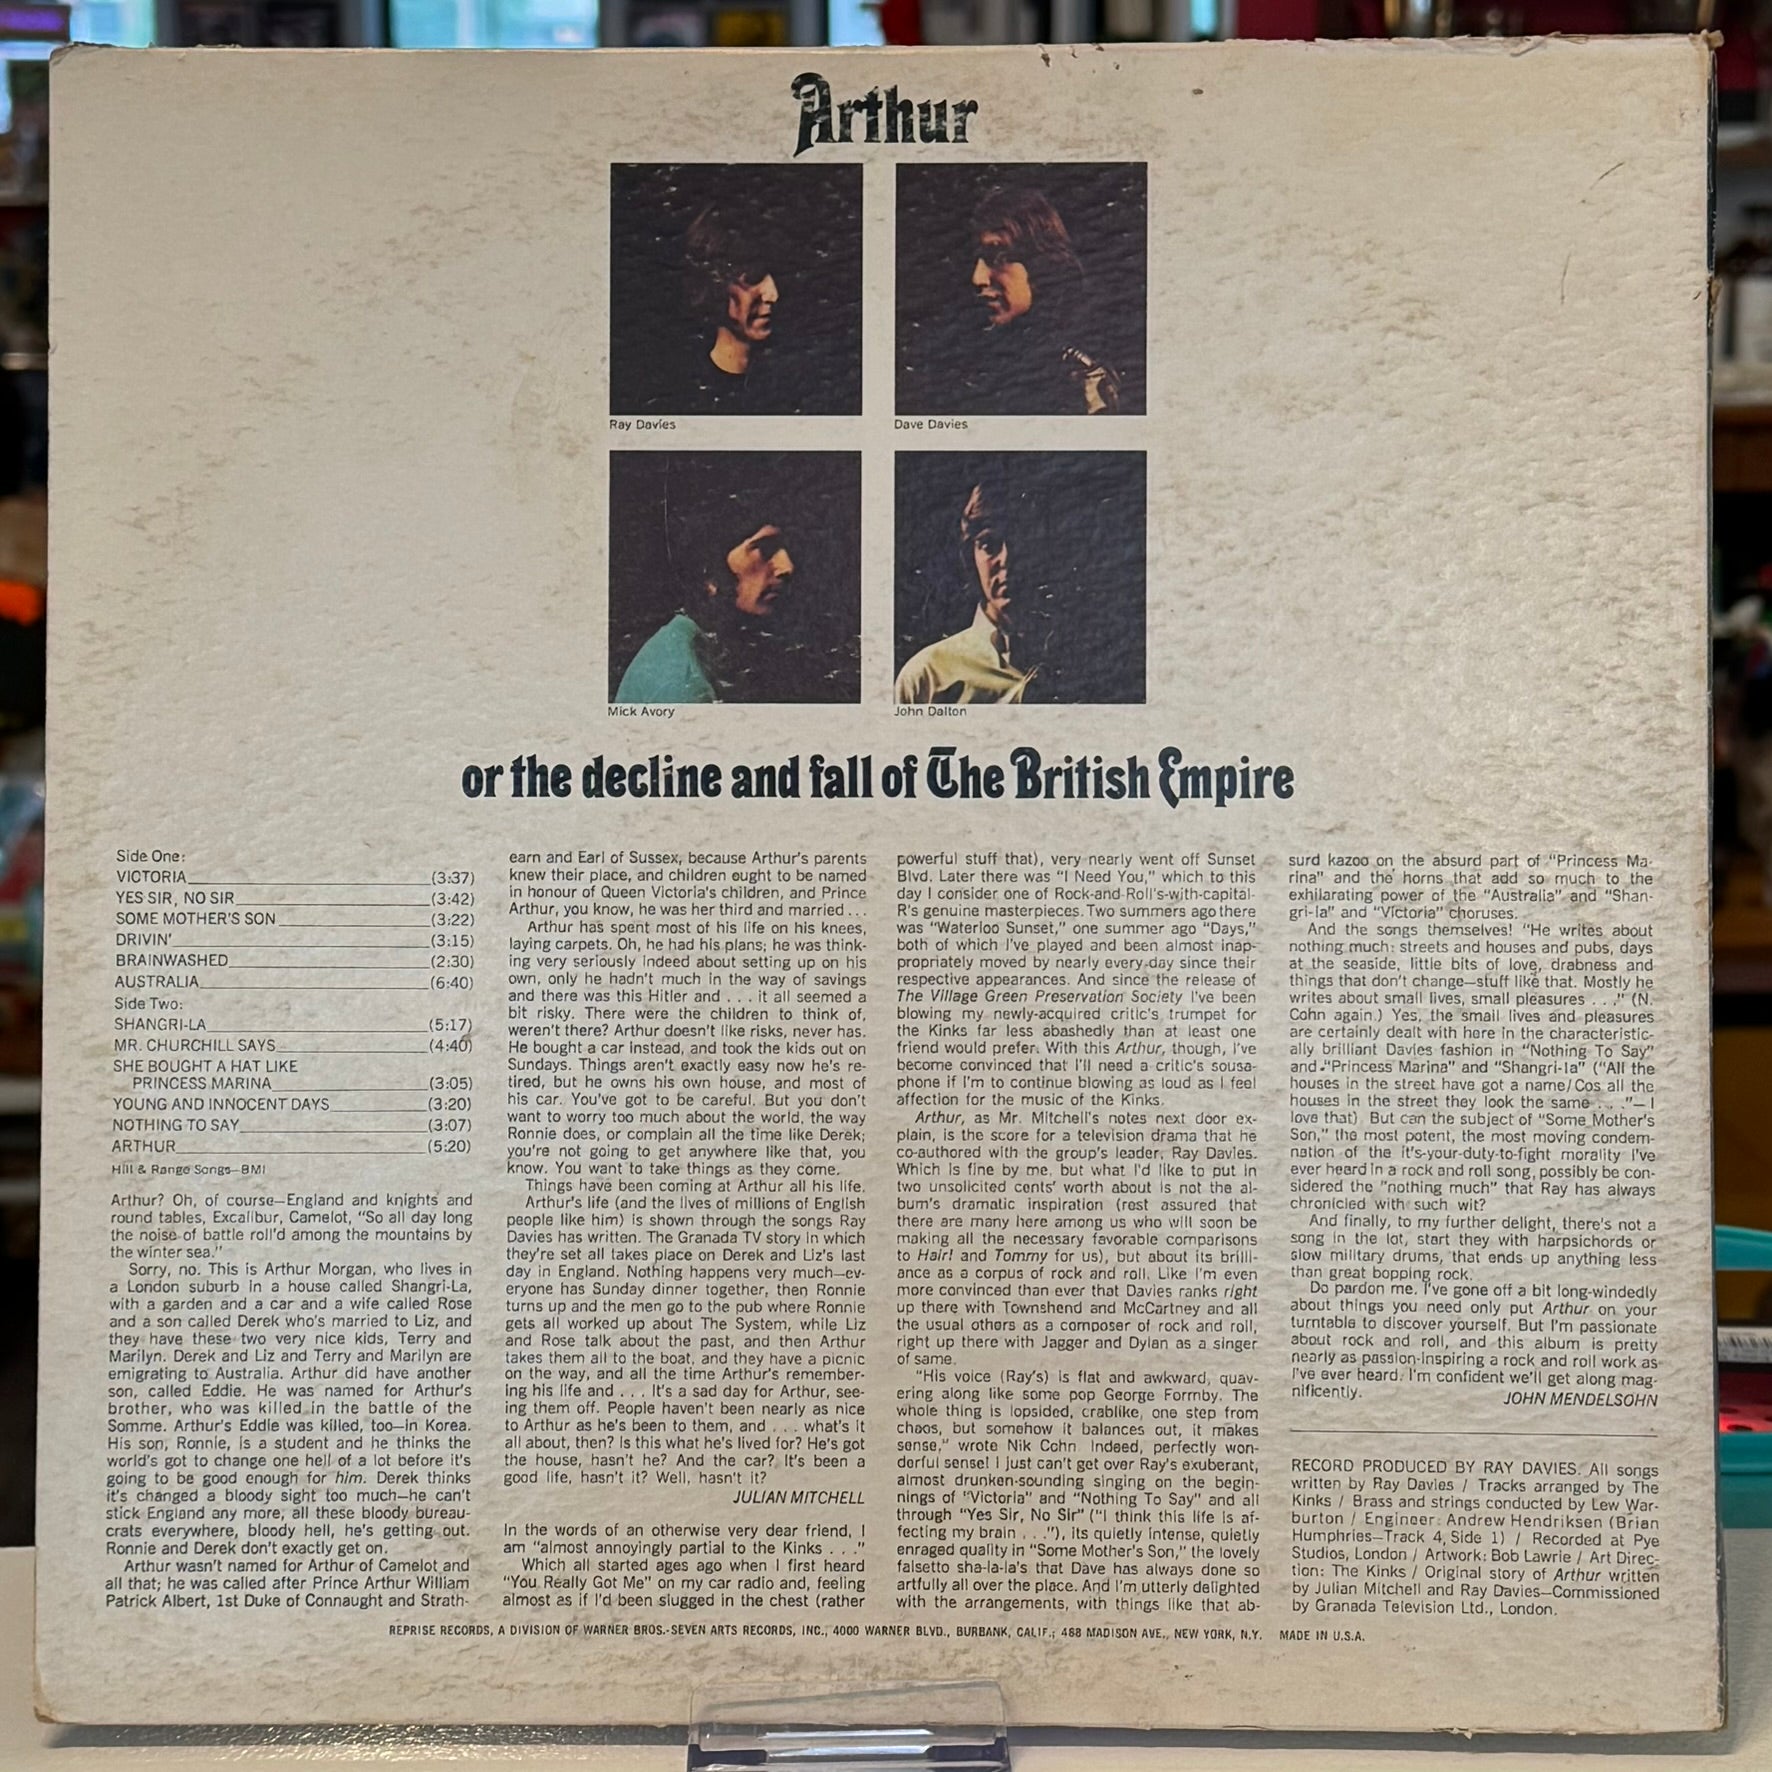 Arthur
Ray Davies
Dave Davies
Mick Avory
John Dalton
or the decline and fall of The British Empire
Side One:
VICTORIA (3:37)
YES SIR, NO SIR (3:42)
SOME MOTHER'S SON (3:22)
DRIVIN' (3:15)
BRAINWASHED (2:30)
AUSTRALIA (6:40)
Side Two:
SHANGRI-LA (5:17)
MR. CHURCHILL SAYS (4:40)
SHE BOUGHT A HAT LIKE
PRINCESS MARINA (3:05)
YOUNG AND INNOCENT DAYS (3:20)
NOTHING TO SAY (3:07)
ARTHUR (5:20)
Hill & Range Songs—BMI
Arthur? Oh, of course—England and knights and
round tables, Excalibur, Camelot, "So all day long
the noise of battle roll'd among the mountains by
the winter sea."
Sorry, no. This is Arthur Morgan, who lives in
a London suburb in a house called Shangri-La,
with a garden and a car and a wife called Rose
and a son called Derek who's married to Liz, and
they have these two very nice kids, Terry and
Marilyn. Derek and Liz and Terry and Marilyn are
emigrating to Australia. Arthur did have another
son, called Eddie. He was named for Arthur's
brother, who was killed in the battle of the
Somme. Arthur's Eddie was killed, too—in Korea.
His son, Ronnie, is a student and he thinks the
world's got to change one hell of a lot before it's
going to be good enough for him. Derek thinks
it's changed a bloody sight too much—he can't
stick England any more, all these bloody bureau-
crats everywhere, bloody hell, he's getting out.
Ronnie and Derek don't exactly get on.
Arthur wasn't named for Arthur of Camelot and
all that; he was called after Prince Arthur William
Patrick Albert, 1st Duke of Connaught and Strath-
earn and Earl of Sussex, because Arthur's parents
knew their place, and children ought to be named
in honour of Queen Victoria's children, and Prince
Arthur, you know, he was her third and married ...
Arthur has spent most of his life on his knees,
laying carpets. Oh, he had his plans; he was think-
ing very seriously indeed about setting up on his
own, only he hadn't much in the way of savings
and there was this Hitler and . . . it all seemed a
bit risky. There were the children to think of,
weren't there? Arthur doesn't like risks, never has.
He bought a car instead, and took the kids out on
Sundays. Things aren't exactly easy now he's re-
tired, but he owns his own house, and most of
his car. You've got to be careful. But you don't
want to worry too much about the world, the way
Ronnie does, or complain all the time like Derek;
you're not going to get anywhere like that, you
know. You want to take things as they come.
Things have been coming at Arthur all his life.
Arthur's life (and the lives of millions of English
people like him) is shown through the songs Ray
Davies has written. The Granada TV story in which
they're set all takes place on Derek and Liz's last
day in England. Nothing happens very much—ev-
eryone has Sunday dinner together, then Ronnie
turns up and the men go to the pub where Ronnie
gets all worked up about The System, while Liz
and Rose talk about the past, and then Arthur
takes them all to the boat, and they have a picnic
on the way, and all the time Arthur's remember-
ing his life and . . . It's a sad day for Arthur, see-
ing them off. People haven't been nearly as nice
to Arthur as he's been to them, and . . . what's it
all about, then? Is this what he's lived for? He's got
the house, hasn't he? And the car? It's been a
good life, hasn't it? Well, hasn't it?
JULIAN MITCHELL
In the words of an otherwise very dear friend, I
am "almost annoyingly partial to the Kinks . . ."
Which all started ages ago when I first heard
"You Really Got Me" on my car radio and, feeling
almost as if I'd been slugged in the chest (rather
powerful stuff that), very nearly went off Sunset
Blvd. Later there was "I Need You," which to this
day I consider one of Rock-and-Roll's-with-capital-
R's genuine masterpieces. Two summers ago there
was "Waterloo Sunset," one summer ago "Days,"
both of which I've played and been almost inap-
propriately moved by nearly every-day since their
respective appearances. And since the release of
The Village Green Preservation Society I've been
blowing my newly-acquired critic's trumpet for
the Kinks far less abashedly than at least one
friend would prefer. With this Arthur, though, I've
become convinced that I'll need a critic's sousa-
phone if I'm to continue blowing as loud as I feel
affection for the music of the Kinks.
Arthur, as Mr. Mitchell's notes next door ex-
plain, is the score for a television drama that he
co-authored with the group's leader, Ray Davies.
Which is fine by me, but what I'd like to put in
two unsolicited cents' worth about is not the al-
bum's dramatic inspiration (rest assured that
there are many here among us who will soon be
making all the necessary favorable comparisons
to Hair! and Tommy for us), but about its brilli-
ance as a corpus of rock and roll. Like I'm even
more convinced than ever that Davies ranks right
up there with Townshend and McCartney and all
the usual others as a composer of rock and roll,
right up there with Jagger and Dylan as a singer
of same.
"His voice (Ray's) is flat and awkward, quav-
ering along like some pop George Formby. The
whole thing is lopsided, crablike, one step from
chaos, but somehow it balances out, it makes
sense," wrote Nik Cohn. Indeed, perfectly won-
derful sense! I just can't get over Ray's exuberant,
almost drunken-sounding singing on the begin-
nings of "Victoria" and "Nothing To Say" and all
through "Yes Sir, No Sir" ("I think this life is af-
fecting my brain . . ."), its quietly intense, quietly
enraged quality in "Some Mother's Son," the lovely
falsetto sha-la-la's that Dave has always done so
artfully all over the place. And I'm utterly delighted
with the arrangements, with things like that ab-
surd kazoo on the absurd part of "Princess Ma-
rina" and the horns that add so much to the
exhilarating power of the "Australia" and "Shan-
gri-la" and "Victoria" choruses.
And the songs themselves! "He writes about
nothing much: streets and houses and pubs, days
at the seaside, little bits of love, drabness and
things that don't change—stuff like that. Mostly he
writes about small lives, small pleasures . . ." (N.
Cohn again.) Yes, the small lives and pleasures
are certainly dealt with here in the characteristic-
ally brilliant Davies fashion in "Nothing To Say"
and "Princess Marina" and "Shangri-la" ("All the
houses in the street have got a name/Cos all the
houses in the street they look the same . . ."—I
love that) But can the subject of "Some Mother's
Son," the most potent, the most moving condem-
nation of the it's-your-duty-to-fight morality I've
ever heard in a rock and roll song, possibly be con-
sidered the "nothing much" that Ray has always
chronicled with such wit?
And finally, to my further delight, there's not a
song in the lot, start they with harpsichords or
slow military drums, that ends up anything less
than great bopping rock.
Do pardon me, I've gone off a bit long-windedly
about things you need only put Arthur on your
turntable to discover yourself. But I'm passionate
about rock and roll, and this album is pretty
nearly as passion-inspiring a rock and roll work as
I've ever heard. I'm confident we'll get along mag-
nificently.
JOHN MENDELSOHN
RECORD PRODUCED BY RAY DAVIES. All songs
written by Ray Davies / Tracks arranged by The
Kinks / Brass and strings conducted by Lew War-
burton / Engineer: Andrew Hendriksen (Brian
Humphries—Track 4, Side 1) / Recorded at Pye
Studios, London / Artwork: Bob Lawrie / Art Direc-
tion: The Kinks / Original story of Arthur written
by Julian Mitchell and Ray Davies—Commissioned
by Granada Television Ltd., London.
REPRISE RECORDS, A DIVISION OF WARNER BROS.-SEVEN ARTS RECORDS, INC., 4000 WARNER BLVD., BURBANK, CALIF.; 488 MADISON AVE., NEW YORK, N.Y. MADE IN U.S.A.